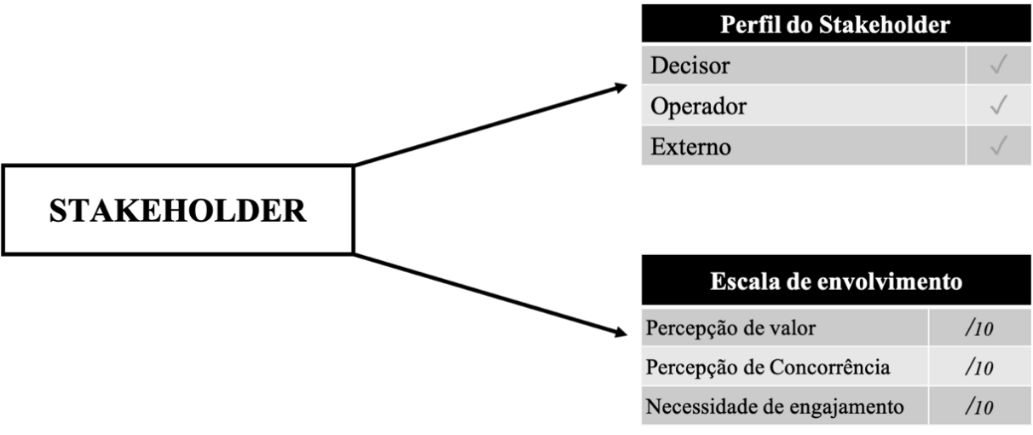 STAKEHOLDER
Perfil do Stakeholder
Decisor ✓
Operador ✓
Externo ✓
Escala de envolvimento
Percepção de valor /10
Percepção de Concorrência /10
Necessidade de engajamento /10